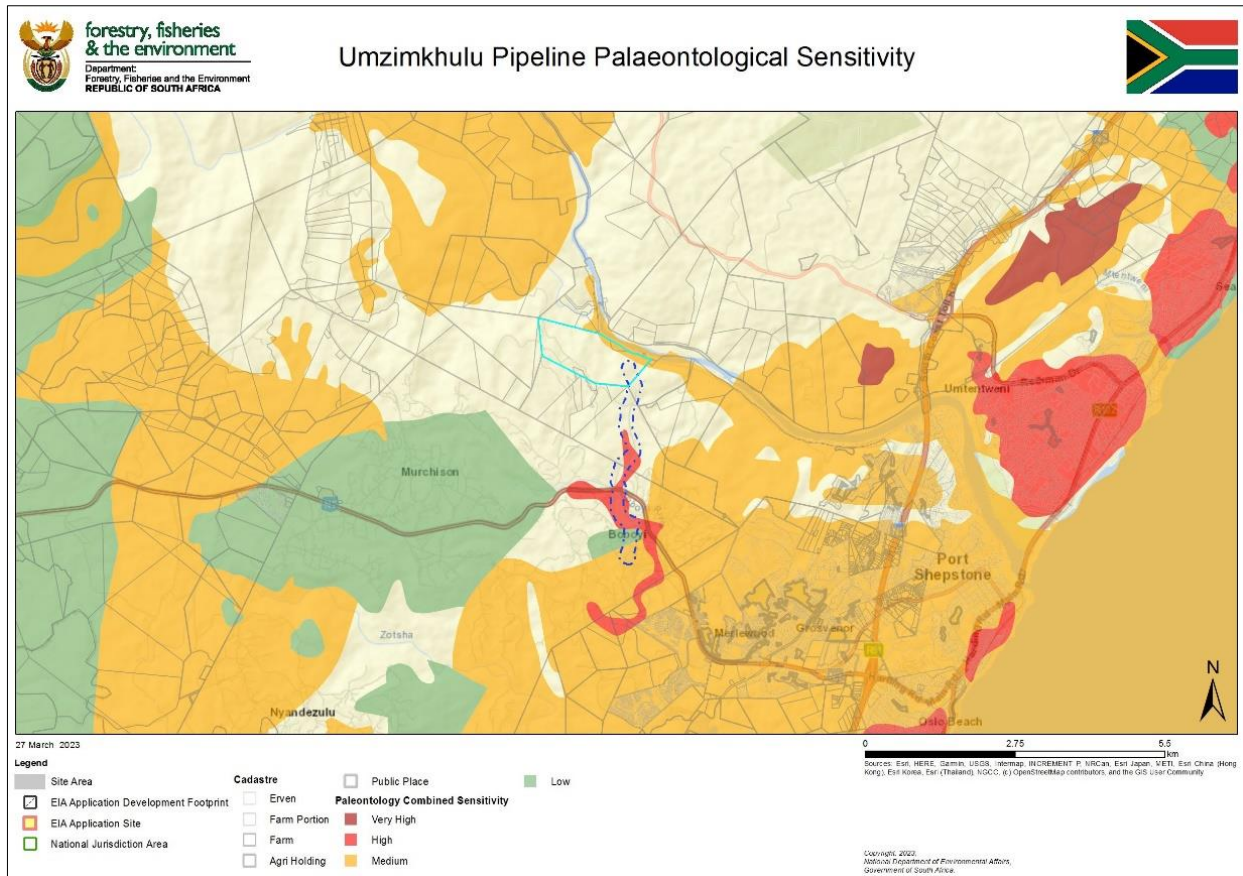 forestry, fisheries
& the environment
Department:
Forestry, Fisheries and the Environment
REPUBLIC OF SOUTH AFRICA
Umzimkhulu Pipeline Palaeontological Sensitivity
Mtentwen
Sea
Umtentweni
Murchison
Boboyi
Port
Shepstone
Merlewood
Grosvenor
Zotsha
Nyandezulu
Oslo Beach
N
27 March 2023
0
2.75
5.5
km
Legend
Site Area
EIA Application Development Footprint
EIA Application Site
National Jurisdiction Area
Cadastre
Erven
Farm Portion
Farm
Agri Holding
Public Place
Paleontology Combined Sensitivity
Very High
High
Medium
Low
Sources: Esri, HERE, Garmin, USGS, Intermap, INCREMENT P, NRCan, Esri Japan, METI, Esri China (Hong
Kong), Esri Korea, Esri (Thailand), NGCC, (c) OpenStreetMap contributors, and the GIS User Community
Copyright: 2023,
National Department of Environmental Affairs,
Government of South Africa.